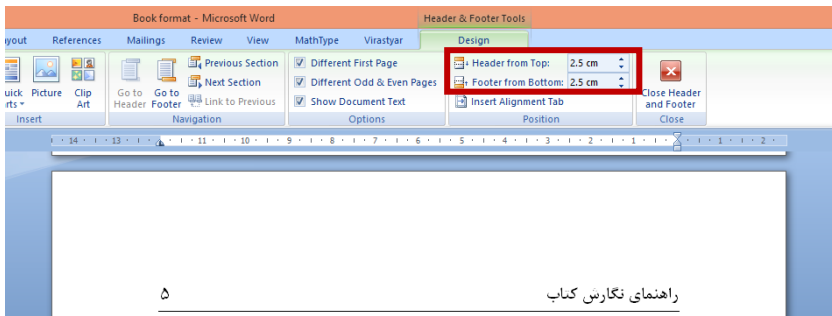 Book format - Microsoft Word
Header & Footer Tools
yout References Mailings Review View MathType Virastyar Design
Previous Section
Different First Page
Header from Top: 2.5 cm
Next Section
Different Odd & Even Pages
Footer from Bottom: 2.5 cm
Link to Previous
Show Document Text
Insert Alignment Tab
uick Picture Clip
rts Art
Go to Go to
Header Footer
Close Header
and Footer
Insert Navigation Options Position Close
14 13 11 10 9 8 7 6 5 4 3 2 1 1 2
راهنمای نگارش کتاب ۵